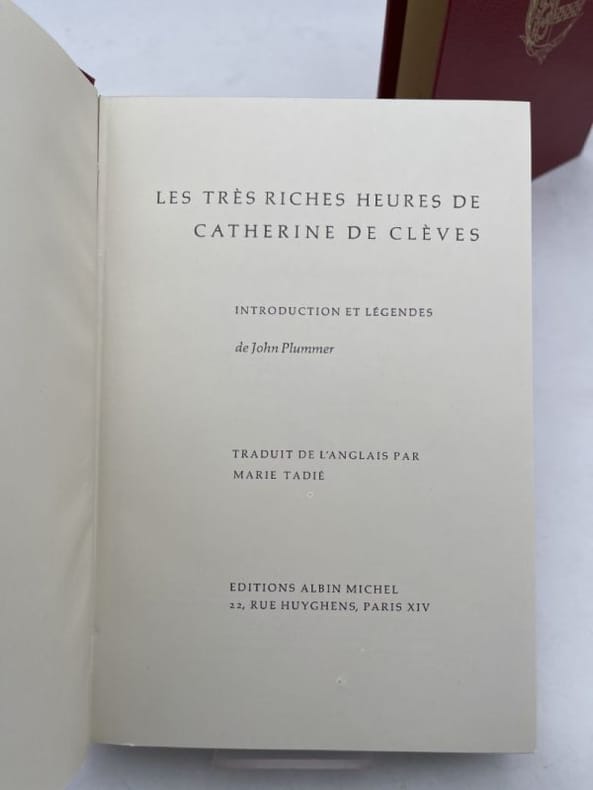 LES TRÈS RICHES HEURES DE
CATHERINE DE CLÈVES
INTRODUCTION ET LÉGENDES
de John Plummer
TRADUIT DE L'ANGLAIS PAR
MARIE TADIÉ
EDITIONS ALBIN MICHEL
22, RUE HUYGHENS, PARIS XIV